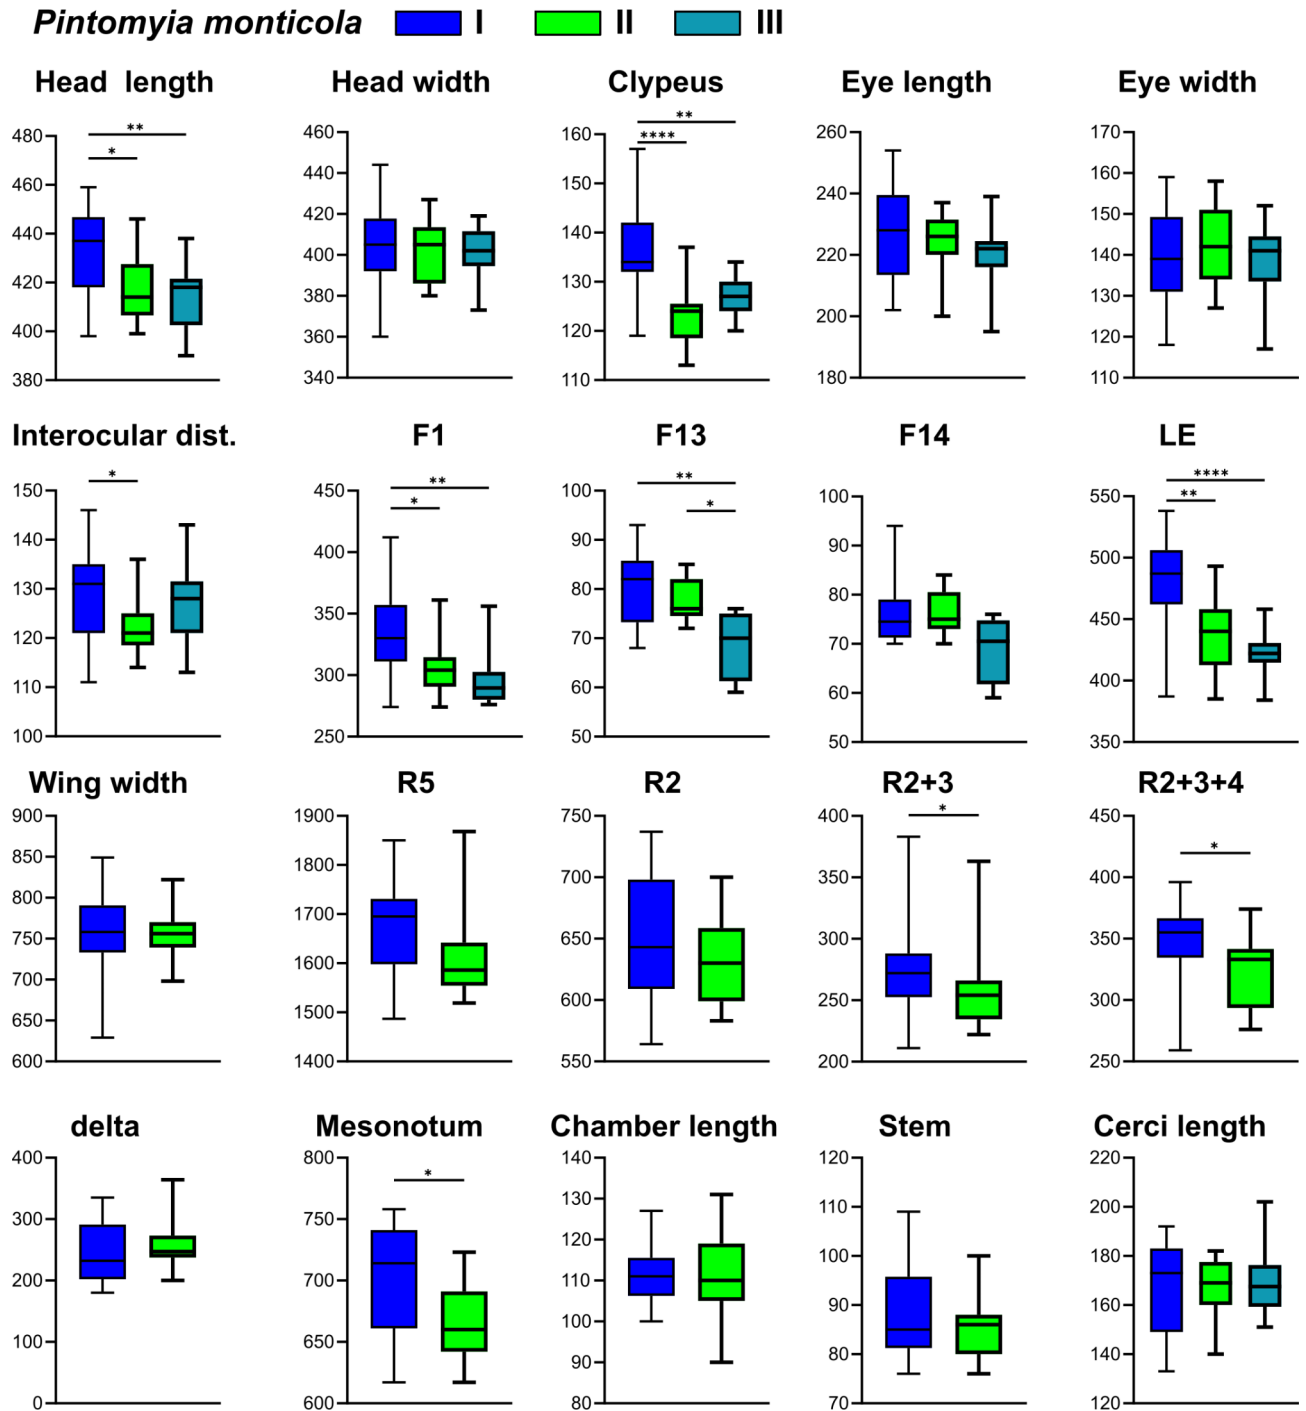 Pintomyia monticola I II III
Head length Head width Clypeus Eye length Eye width
480 460 440 420 400 380 ** *
460 440 420 400 380 360 340
160 150 140 130 120 110 ** ****
260 240 220 200 180
170 160 150 140 130 120 110
Interocular dist. F1 F13 F14 LE
150 140 130 120 110 100 *
450 400 350 300 250 ** *
100 90 80 70 60 50 ** *
100 90 80 70 60 50
550 500 450 400 350 **** **
Wing width R5 R2 R2+3 R2+3+4
900 850 800 750 700 650 600
1900 1800 1700 1600 1500 1400
750 700 650 600 550
400 350 300 250 200 *
450 400 350 300 250 *
delta Mesonotum Chamber length Stem Cerci length
400 300 200 100 0
800 750 700 650 600 *
140 130 120 110 100 90 80
120 110 100 90 80 70
220 200 180 160 140 120